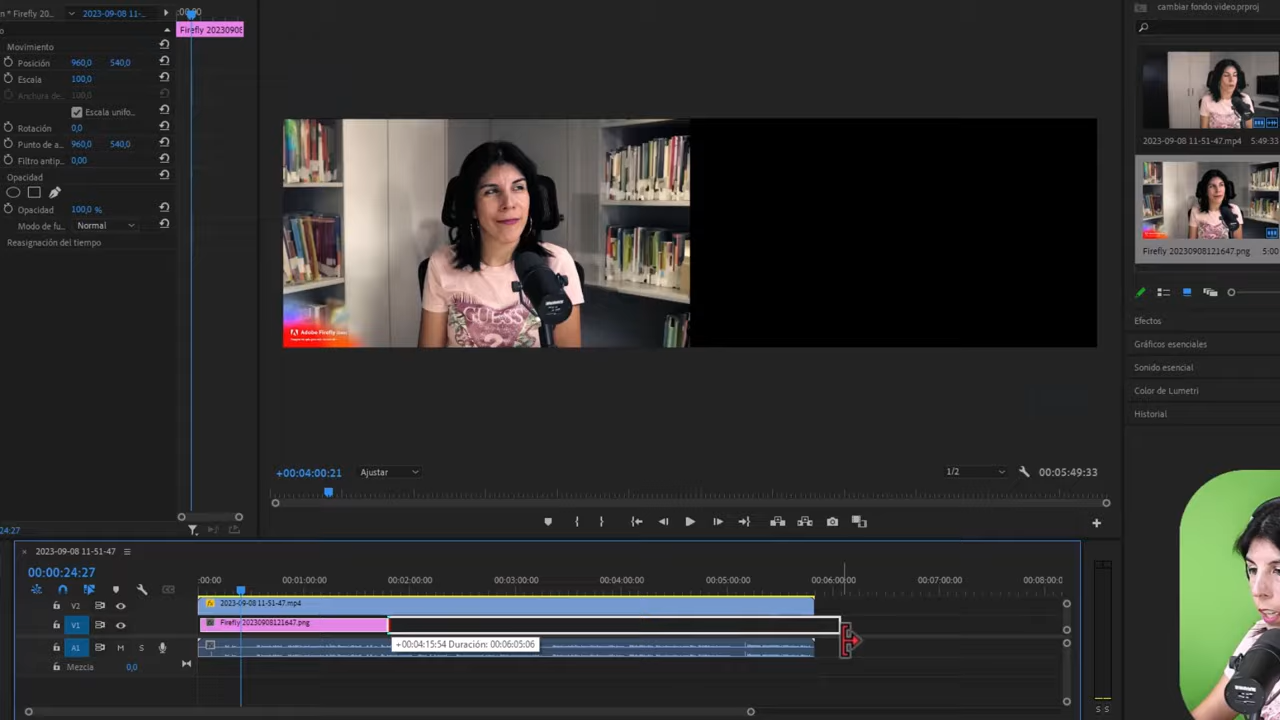 n * Firefly 20... 2023-09-08 11-...
:00:00
Firefly 20230908
Movimiento
Posición 960,0 540,0
Escala 100,0
Anchura de... 100,0
Escala unifo...
Rotación 0,0
Punto de a... 960,0 540,0
Filtro antip... 0,00
Opacidad
Opacidad 100,0 %
Modo de fu... Normal
Reasignación del tiempo
24:27
GUESS
Adobe Firefly
+00:04:00:21 Ajustar 1/2 00:05:49:33
cambiar fondo video.prproj
2023-09-08 11-51-47.mp4 5:49:33
Firefly 20230908121647.png 5:00
Efectos
Gráficos esenciales
Sonido esencial
Color de Lumetri
Historial
2023-09-08 11-51-47
00:00:24:27
:00:00 00:01:00:00 00:02:00:00 00:03:00:00 00:04:00:00 00:05:00:00 00:06:00:00 00:07:00:00 00:08:00:0
V2 2023-09-08 11-51-47.mp4
V1 Firefly 20230908121647.png
+00:04:15:54 Duración: 00:06:05:06
A1 M S
Mezcla 0,0
S S